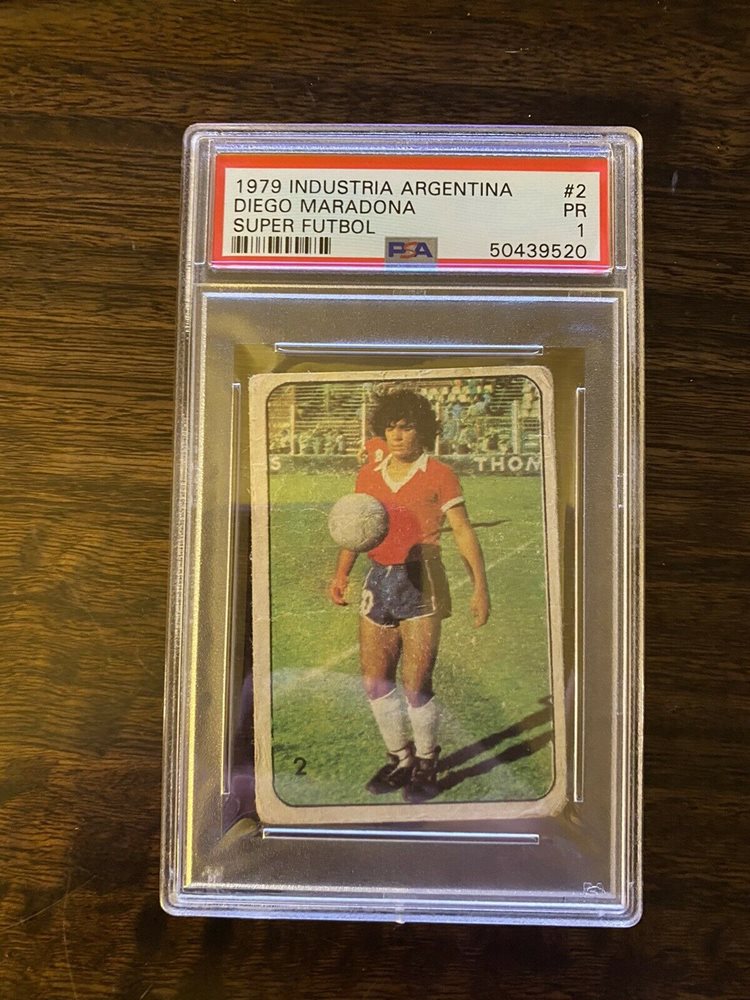 1979 INDUSTRIA ARGENTINA #2
DIEGO MARADONA PR
SUPER FUTBOL 1
PSA 50439520
S THOM
2